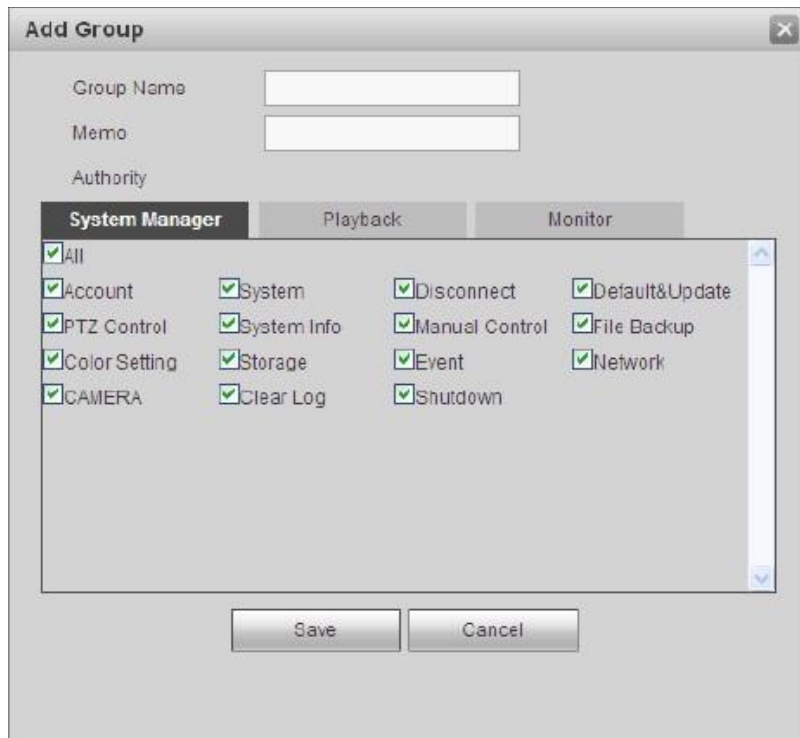 Add Group
Group Name
Memo
Authority
System Manager Playback Monitor
All
Account System Disconnect Default&Update
PTZ Control System Info Manual Control File Backup
Color Setting Storage Event Network
CAMERA Clear Log Shutdown
Save Cancel